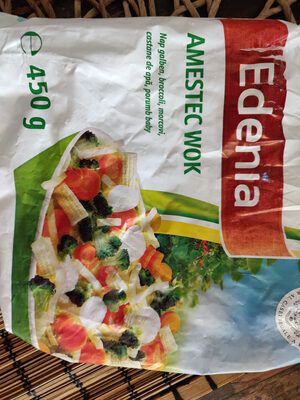 Edenia
AMESTEC WOK
Nap galben, broccoli, morcovi,
castane de apă, porumb baby
℮ 450 g